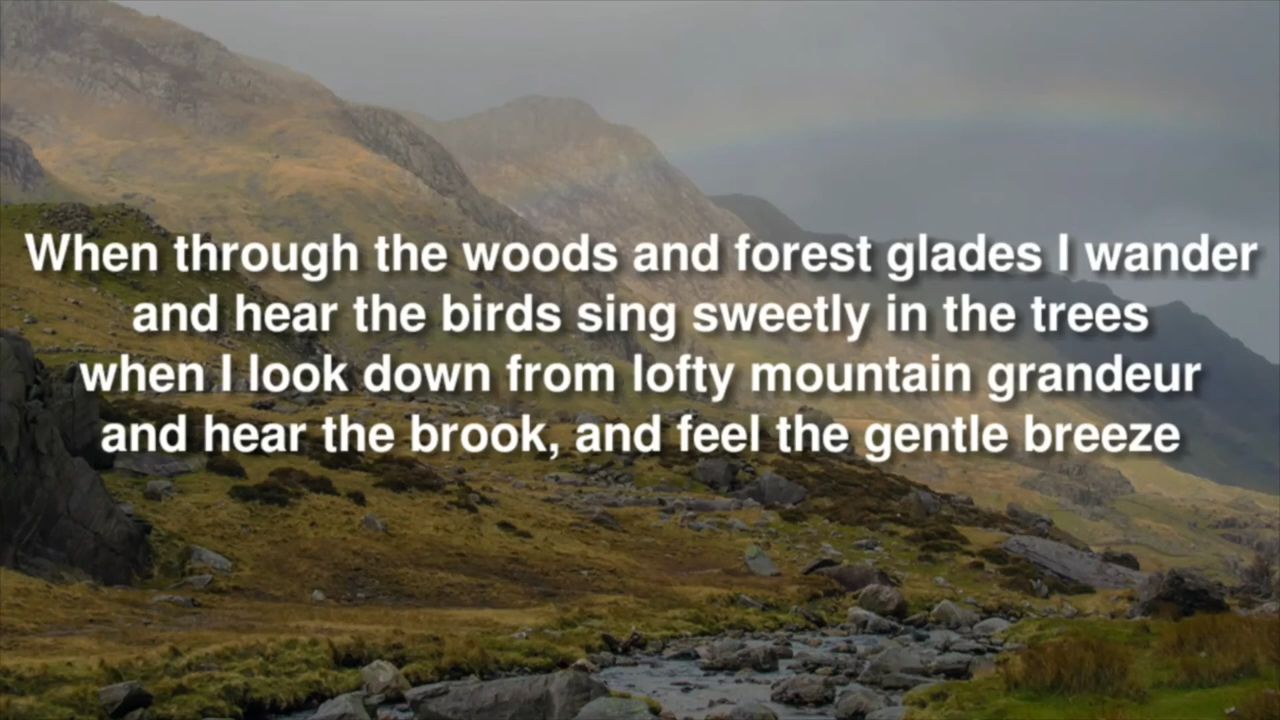 When through the woods and forest glades I wander
and hear the birds sing sweetly in the trees
when I look down from lofty mountain grandeur
and hear the brook, and feel the gentle breeze